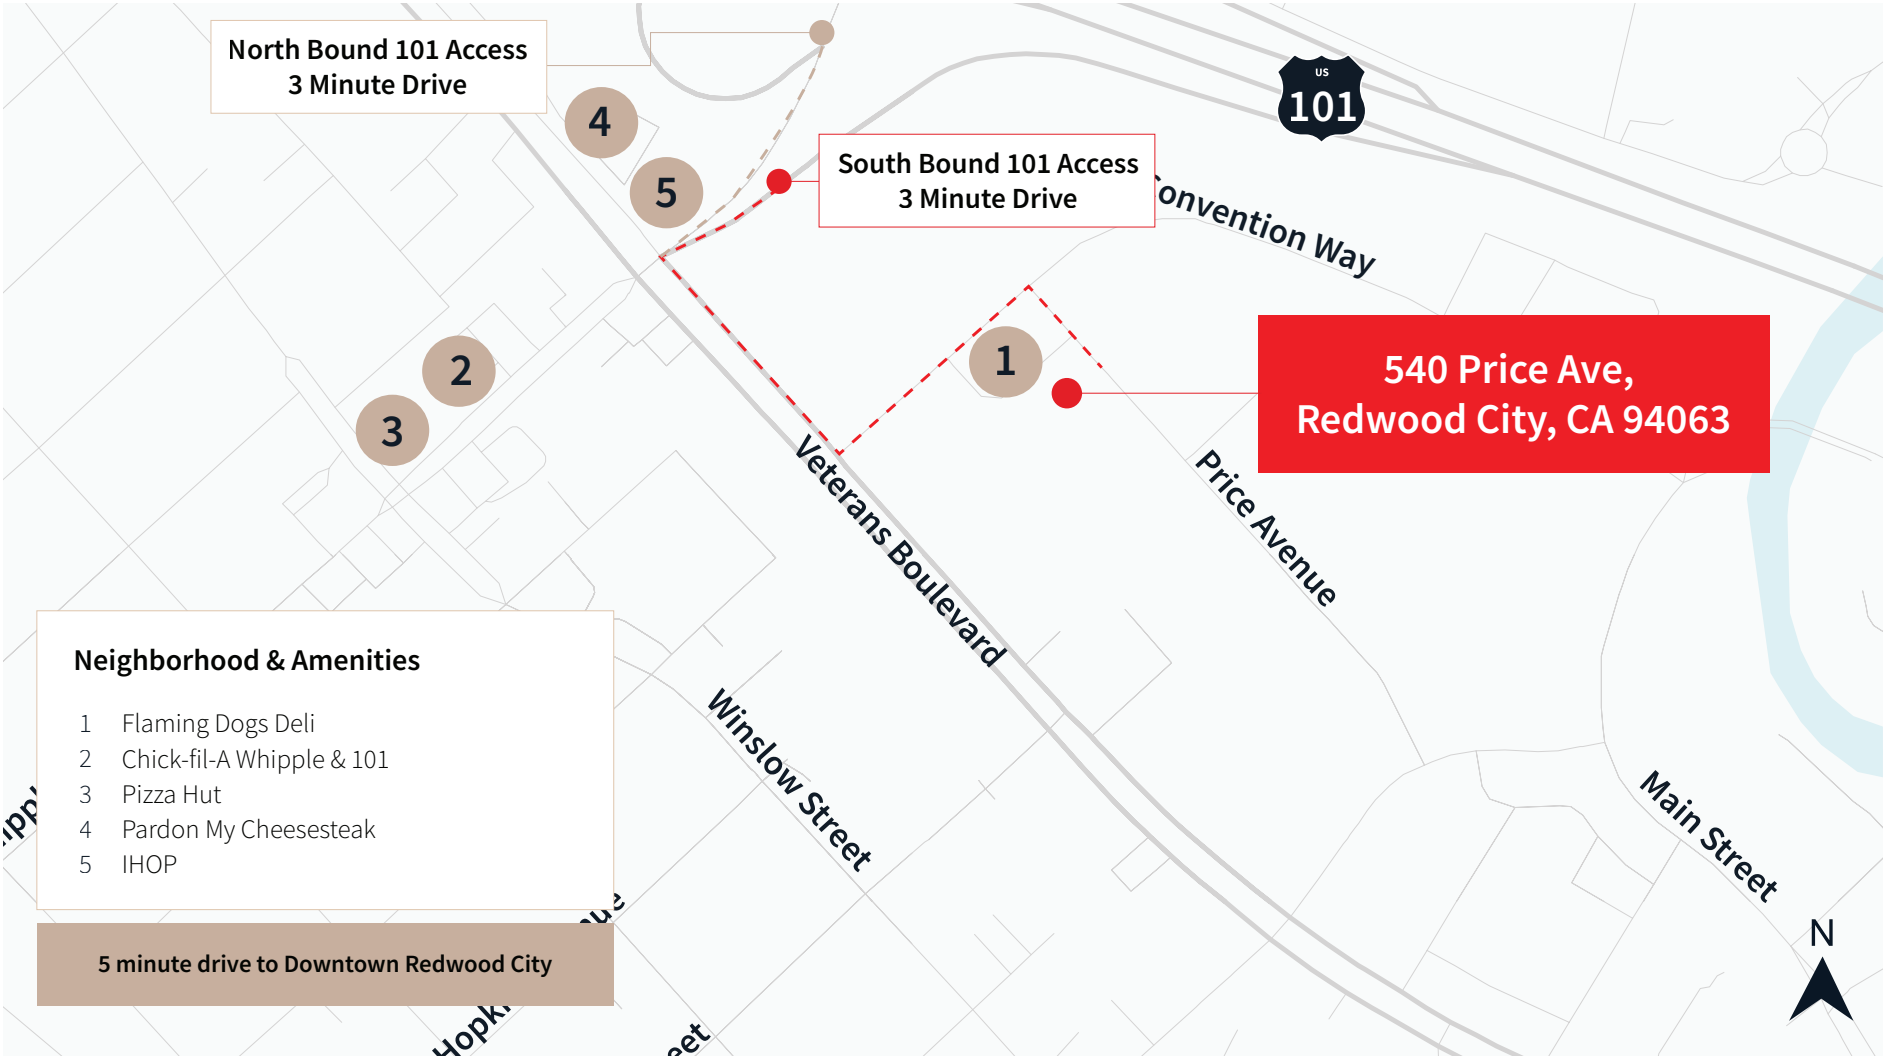 North Bound 101 Access
3 Minute Drive
US
101
4
South Bound 101 Access
3 Minute Drive
5
Convention Way
1
2
3
540 Price Ave,
Redwood City, CA 94063
Veterans Boulevard
Price Avenue
Neighborhood & Amenities
1 Flaming Dogs Deli
2 Chick-fil-A Whipple & 101
3 Pizza Hut
4 Pardon My Cheesesteak
5 IHOP
Winslow Street
Main Street
5 minute drive to Downtown Redwood City
N